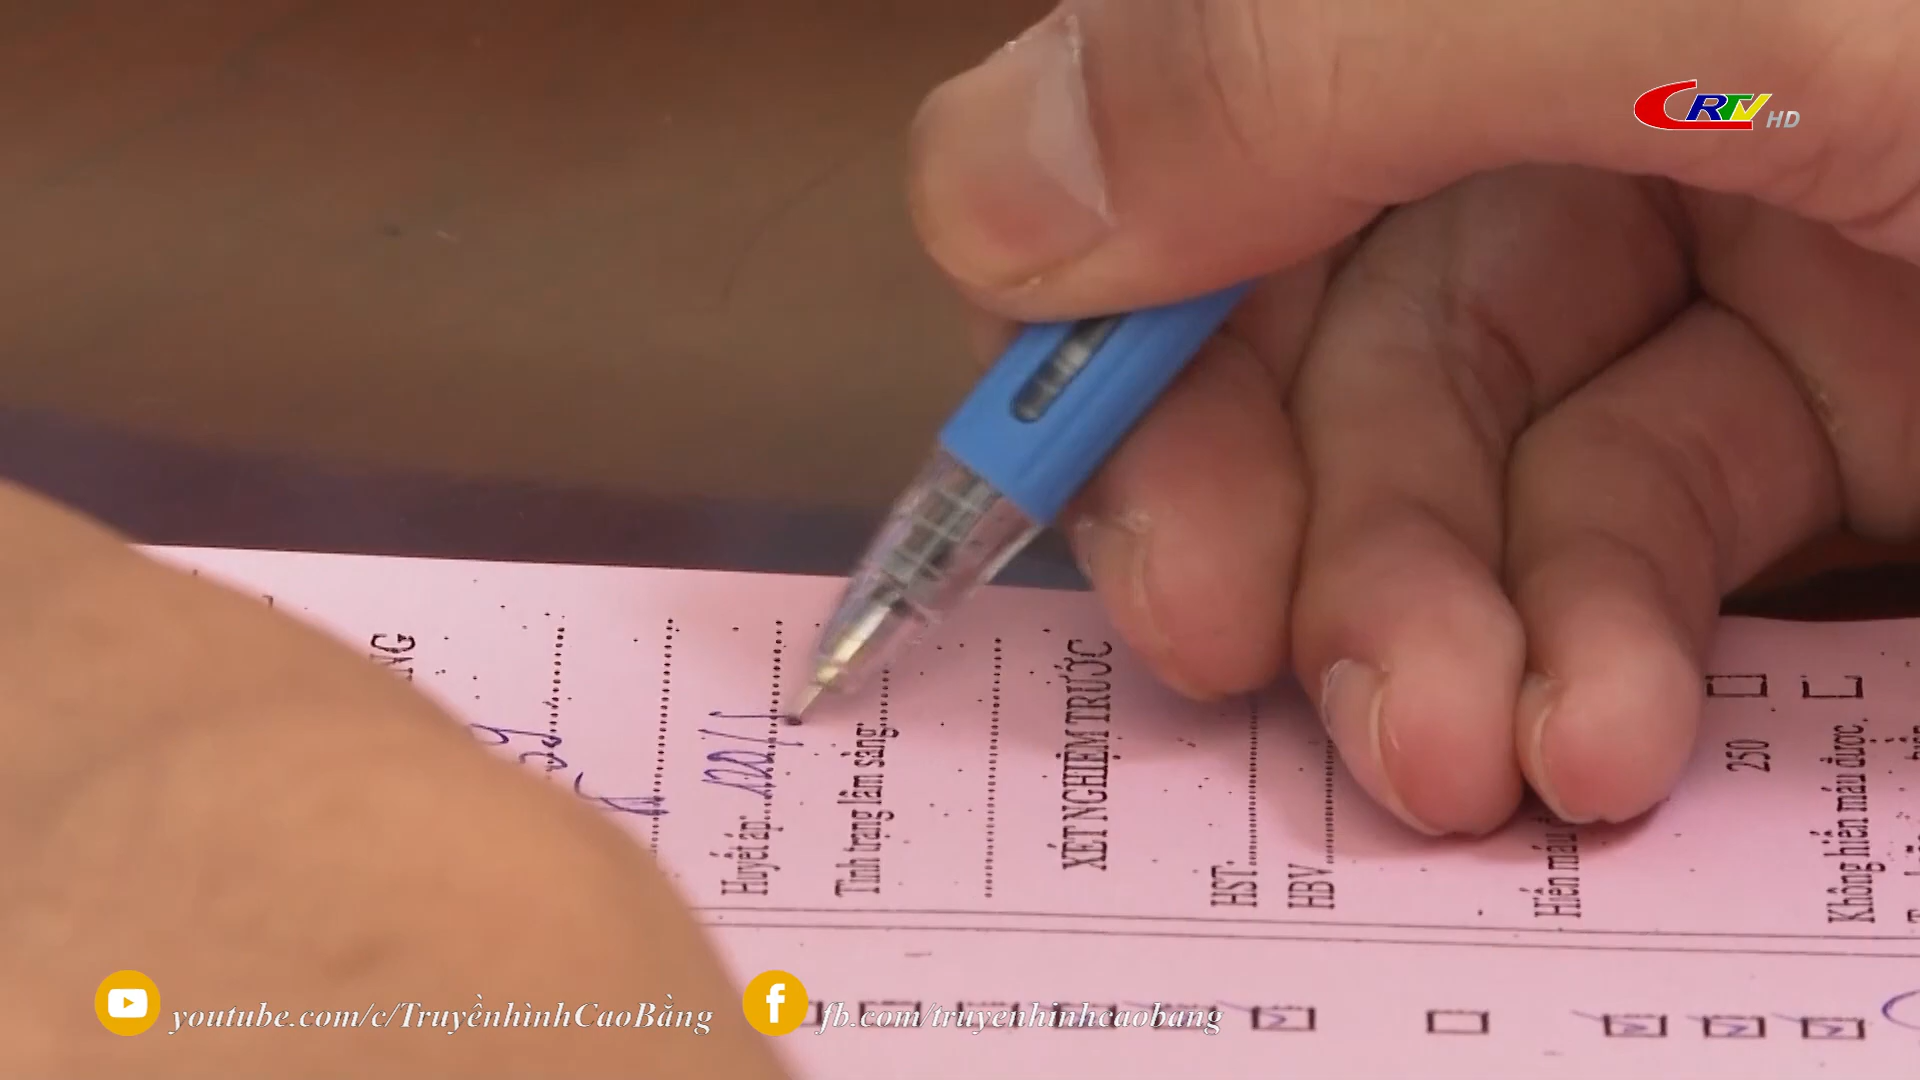 CRTV HD
NG
Huyết áp: 120/
Tình trạng lâm sàng
XÉT NGHIỆM TRƯỚC
HST:
HBV
Hiến máu
250
Không hiến máu được.
youtube.com/c/TruyềnhìnhCaoBằng
fb.com/truyenhinhcaobang